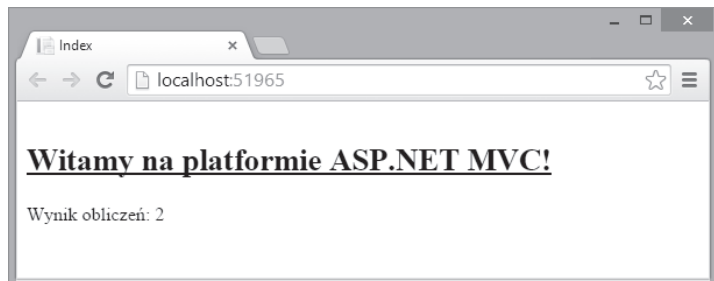 Index
localhost:51965
Witamy na platformie ASP.NET MVC!
Wynik obliczeń: 2